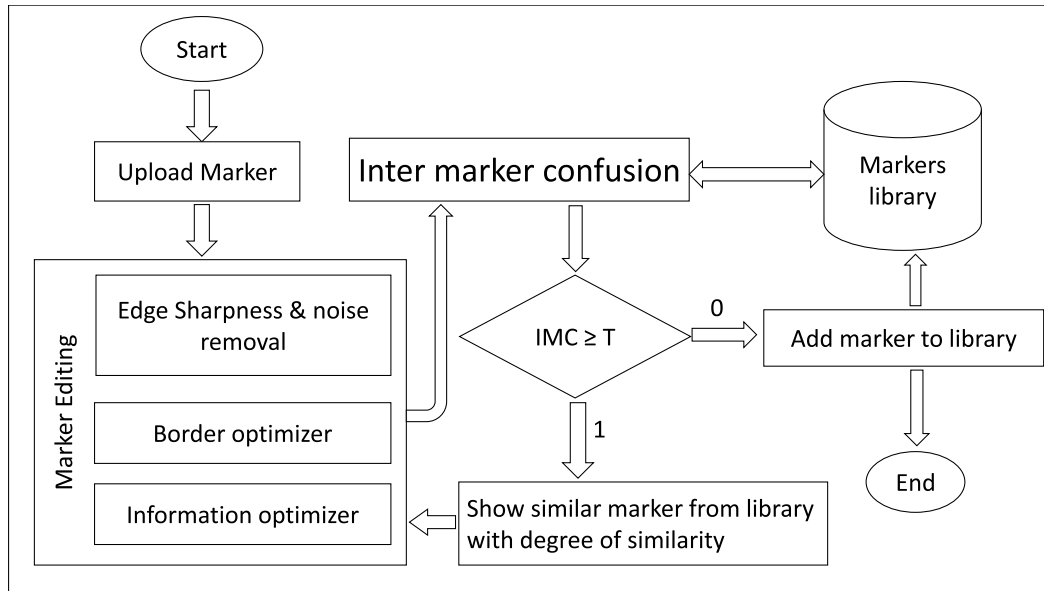 Start
Upload Marker
Marker Editing
Edge Sharpness & noise
removal
Border optimizer
Information optimizer
Inter marker confusion
Markers
library
IMC ≥ T
0
Add marker to library
1
Show similar marker from library
with degree of similarity
End